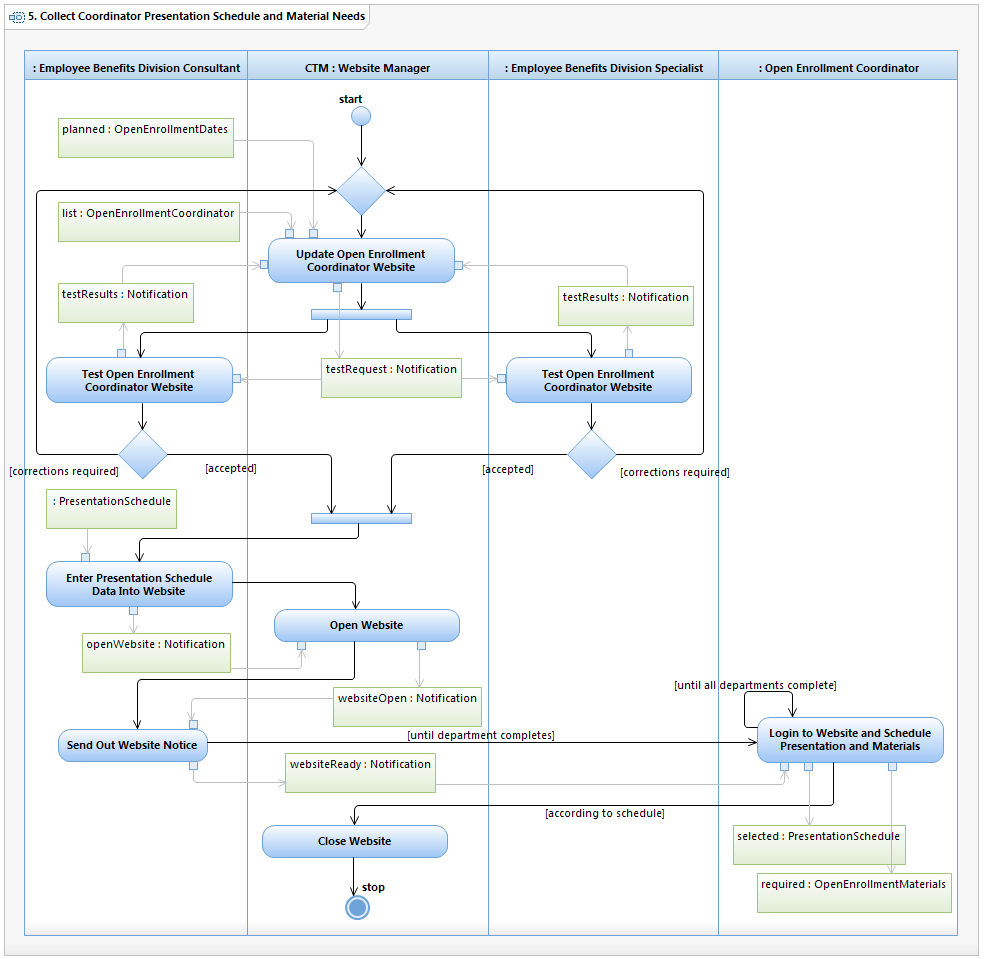 5. Collect Coordinator Presentation Schedule and Material Needs
: Employee Benefits Division Consultant
CTM : Website Manager
: Employee Benefits Division Specialist
: Open Enrollment Coordinator
start
planned : OpenEnrollmentDates
list : OpenEnrollmentCoordinator
Update Open Enrollment
Coordinator Website
testResults : Notification
testResults : Notification
Test Open Enrollment
Coordinator Website
testRequest : Notification
Test Open Enrollment
Coordinator Website
[corrections required]
[accepted]
[accepted]
[corrections required]
: PresentationSchedule
Enter Presentation Schedule
Data Into Website
Open Website
openWebsite : Notification
[until all departments complete]
websiteOpen : Notification
Send Out Website Notice
[until department completes]
Login to Website and Schedule
Presentation and Materials
websiteReady : Notification
[according to schedule]
Close Website
selected : PresentationSchedule
required : OpenEnrollmentMaterials
stop